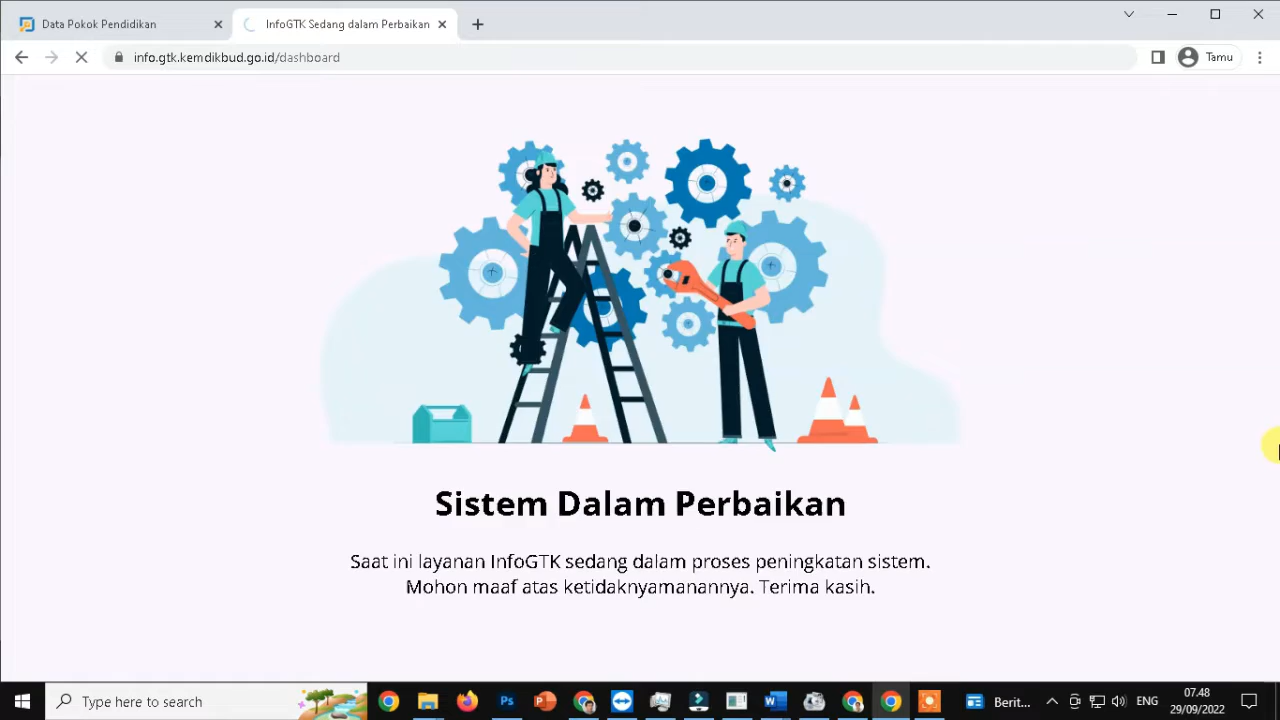 Data Pokok Pendidikan
InfoGTK Sedang dalam Perbaikan
info.gtk.kemdikbud.go.id/dashboard
Tamu
Sistem Dalam Perbaikan
Saat ini layanan InfoGTK sedang dalam proses peningkatan sistem.
Mohon maaf atas ketidaknyamanannya. Terima kasih.
Type here to search
Ps
P
W
Berit...
ENG
07.48
29/09/2022